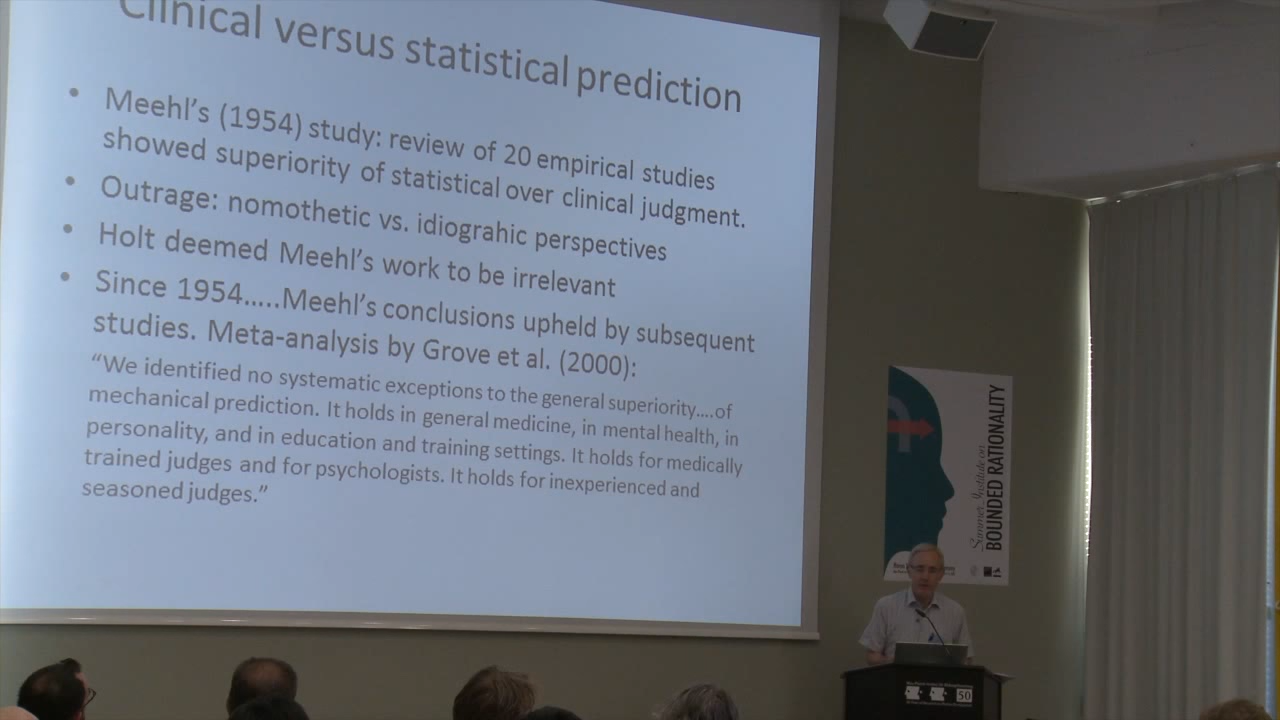 Clinical versus statistical prediction
• Meehl’s (1954) study: review of 20 empirical studies
showed superiority of statistical over clinical judgment.
• Outrage: nomothetic vs. idiograhic perspectives
• Holt deemed Meehl’s work to be irrelevant
• Since 1954.....Meehl’s conclusions upheld by subsequent
studies. Meta-analysis by Grove et al. (2000):
“We identified no systematic exceptions to the general superiority....of
mechanical prediction. It holds in general medicine, in mental health, in
personality, and in education and training settings. It holds for medically
trained judges and for psychologists. It holds for inexperienced and
seasoned judges.”
Summer Institute on
BOUNDED RATIONALITY
50